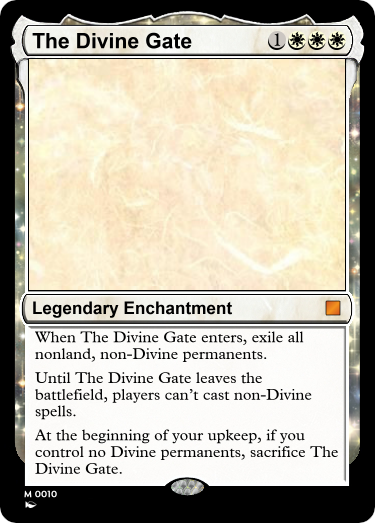 The Divine Gate 1
Legendary Enchantment
When The Divine Gate enters, exile all
nonland, non-Divine permanents.
Until The Divine Gate leaves the
battlefield, players can't cast non-Divine
spells.
At the beginning of your upkeep, if you
control no Divine permanents, sacrifice The
Divine Gate.
M 0010